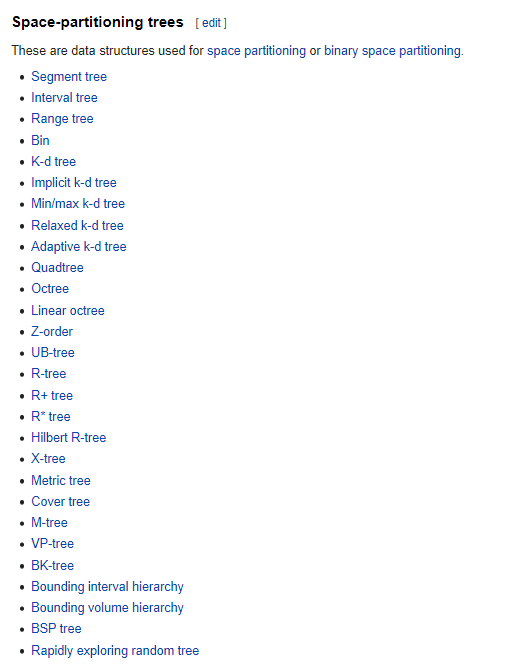 Space-partitioning trees [ edit ]
These are data structures used for space partitioning or binary space partitioning.
• Segment tree
• Interval tree
• Range tree
• Bin
• K-d tree
• Implicit k-d tree
• Min/max k-d tree
• Relaxed k-d tree
• Adaptive k-d tree
• Quadtree
• Octree
• Linear octree
• Z-order
• UB-tree
• R-tree
• R+ tree
• R* tree
• Hilbert R-tree
• X-tree
• Metric tree
• Cover tree
• M-tree
• VP-tree
• BK-tree
• Bounding interval hierarchy
• Bounding volume hierarchy
• BSP tree
• Rapidly exploring random tree